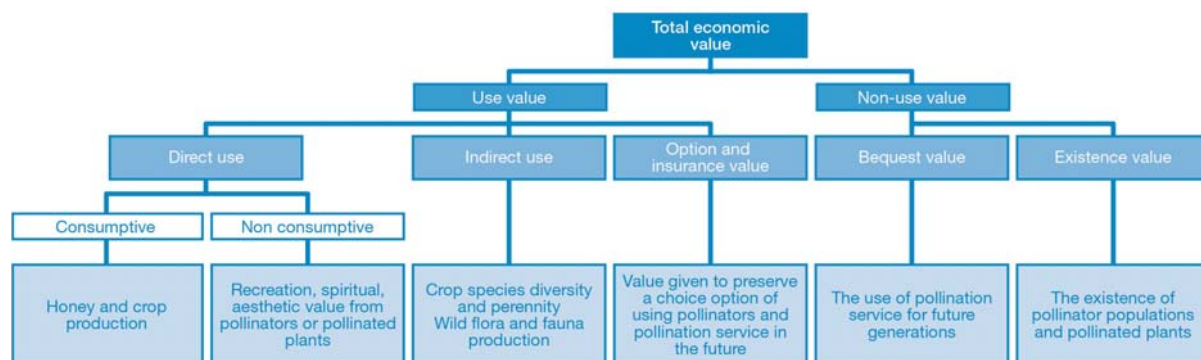 Total economic
value
Use value
Non-use value
Direct use
Indirect use
Option and
insurance value
Bequest value
Existence value
Consumptive
Non consumptive
Honey and crop
production
Recreation, spiritual,
aesthetic value from
pollinators or pollinated
plants
Crop species diversity
and perennity
Wild flora and fauna
production
Value given to preserve
a choice option of
using pollinators and
pollination service in
the future
The use of pollination
service for future
generations
The existence of
pollinator populations
and pollinated plants